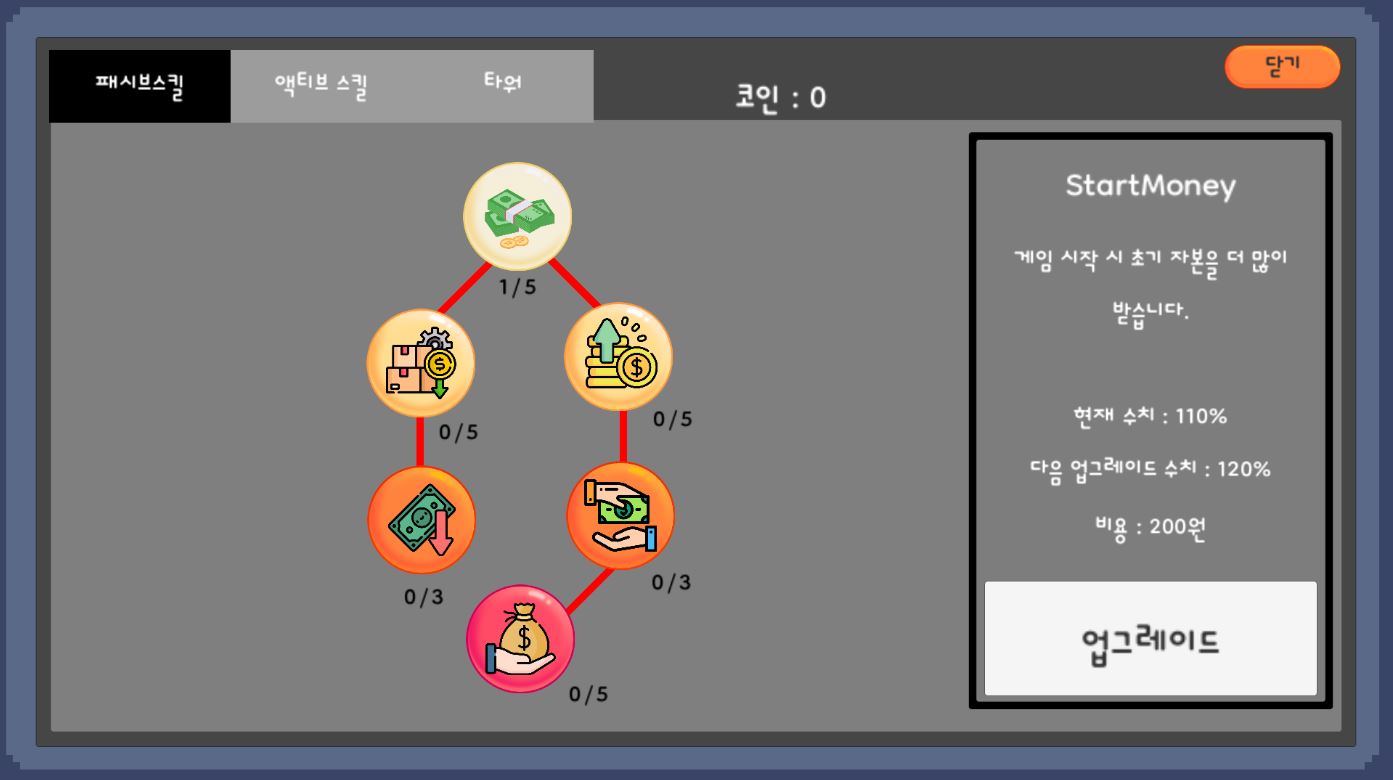 패시브스킬
액티브 스킬
타워
코인 : 0
닫기
1/5
0/5
0/5
0/3
0/3
0/5
StartMoney
게임 시작 시 초기 자본을 더 많이
받습니다.
현재 수치 : 110%
다음 업그레이드 수치 : 120%
비용 : 200원
업그레이드